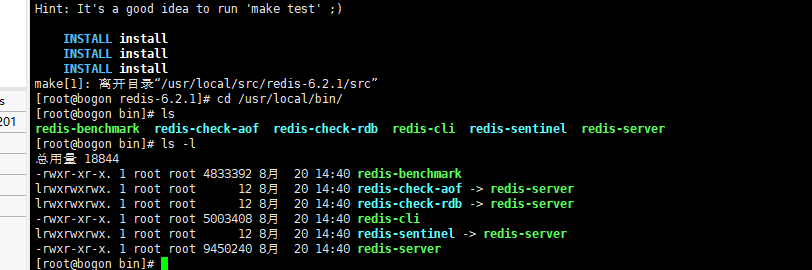 Hint: It's a good idea to run 'make test' ;)
INSTALL install
INSTALL install
INSTALL install
make[1]: 离开目录“/usr/local/src/redis-6.2.1/src”
[root@bogon redis-6.2.1]# cd /usr/local/bin/
[root@bogon bin]# ls
redis-benchmark  redis-check-aof  redis-check-rdb  redis-cli  redis-sentinel  redis-server
[root@bogon bin]# ls -l
总用量 18844
-rwxr-xr-x. 1 root root 4833392 8月  20 14:40 redis-benchmark
lrwxrwxrwx. 1 root root      12 8月  20 14:40 redis-check-aof -> redis-server
lrwxrwxrwx. 1 root root      12 8月  20 14:40 redis-check-rdb -> redis-server
-rwxr-xr-x. 1 root root 5003408 8月  20 14:40 redis-cli
lrwxrwxrwx. 1 root root      12 8月  20 14:40 redis-sentinel -> redis-server
-rwxr-xr-x. 1 root root 9450240 8月  20 14:40 redis-server
[root@bogon bin]#
s
201